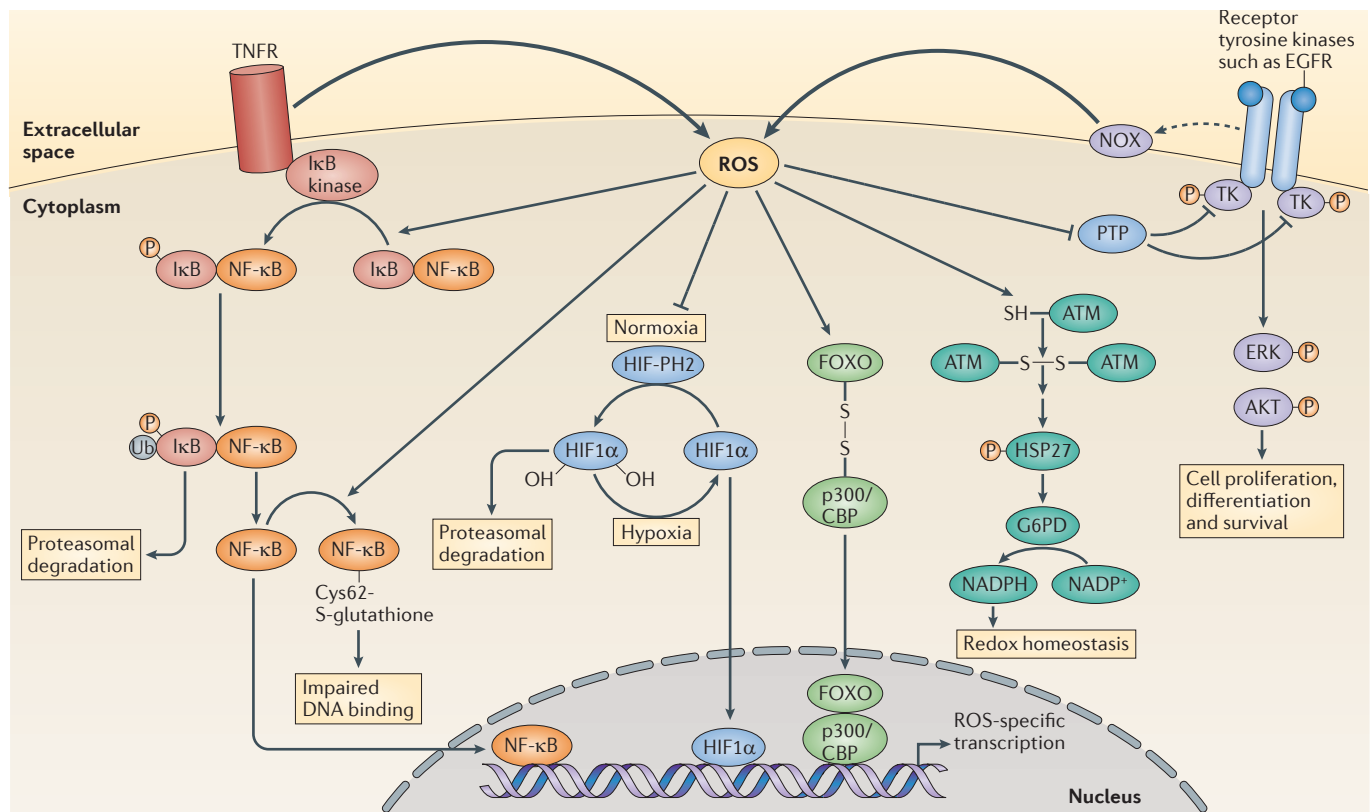 TNFR
Receptor
tyrosine kinases
such as EGFR
Extracellular
space
NOX
IκB
kinase
ROS
Cytoplasm
P
TK
TK
P
PTP
P
IκB
NF-κB
IκB
NF-κB
SH
ATM
Normoxia
HIF-PH2
FOXO
ATM
S
S
ATM
ERK
P
AKT
P
P
Ub
IκB
NF-κB
S
S
HIF1α
OH
OH
HIF1α
P
HSP27
Cell proliferation,
differentiation
and survival
p300/
CBP
Proteasomal
degradation
Hypoxia
G6PD
Proteasomal
degradation
NF-κB
NF-κB
NADPH
NADP⁺
Cys62-
S-glutathione
Redox homeostasis
Impaired
DNA binding
FOXO
p300/
CBP
ROS-specific
transcription
NF-κB
HIF1α
Nucleus